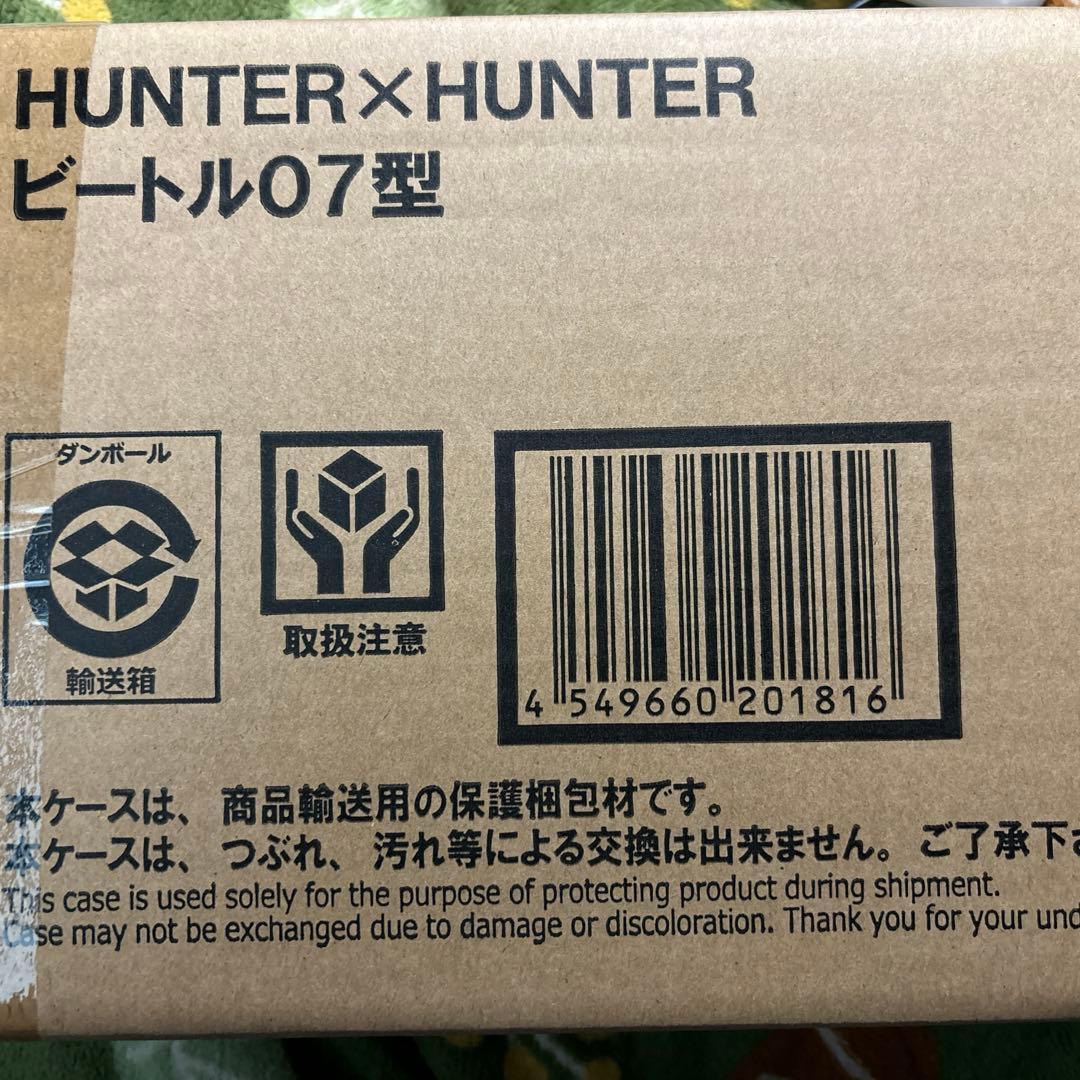 HUNTER×HUNTER
ビートル07型
ダンボール
輸送箱
取扱注意
4 549660 201816
本ケースは、商品輸送用の保護梱包材です。
本ケースは、つぶれ、汚れ等による交換は出来ません。ご了承下
This case is used solely for the purpose of protecting product during shipment.
Case may not be exchanged due to damage or discoloration. Thank you for your und